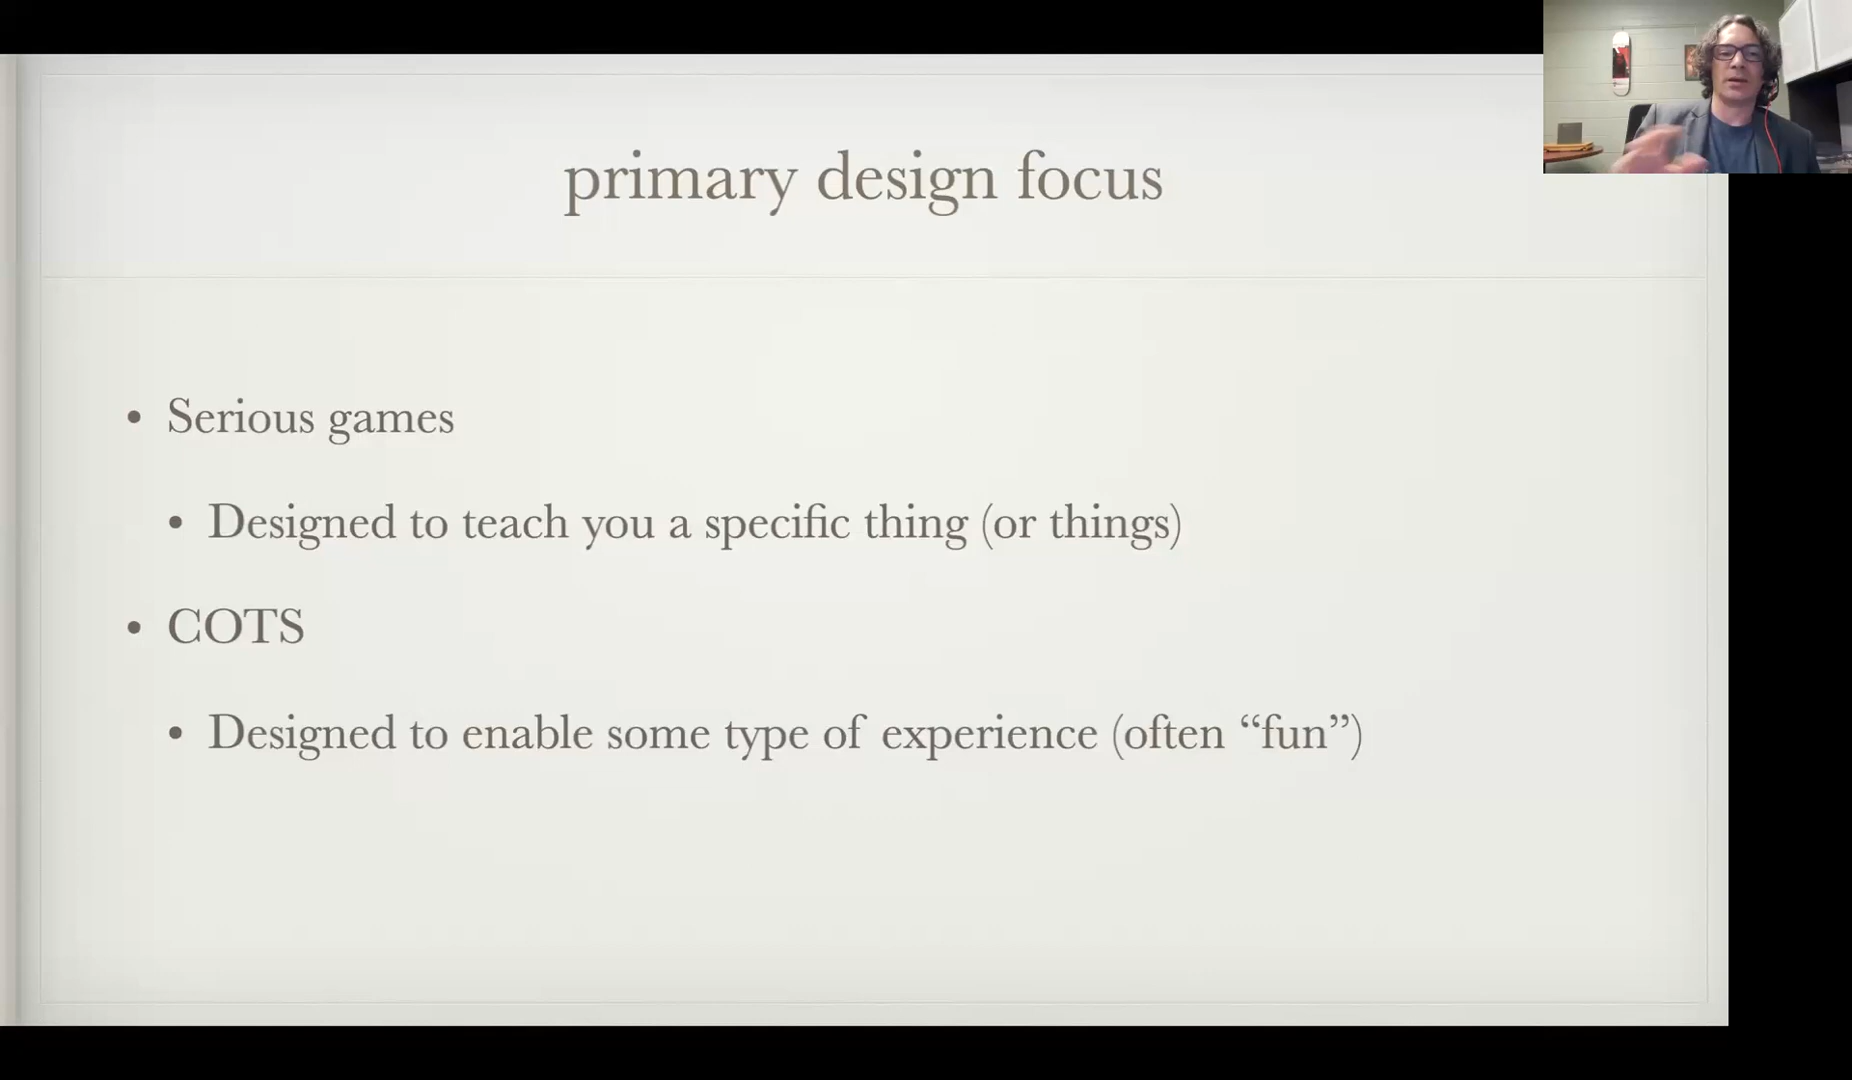 primary design focus
• Serious games
• Designed to teach you a specific thing (or things)
• COTS
• Designed to enable some type of experience (often “fun”)